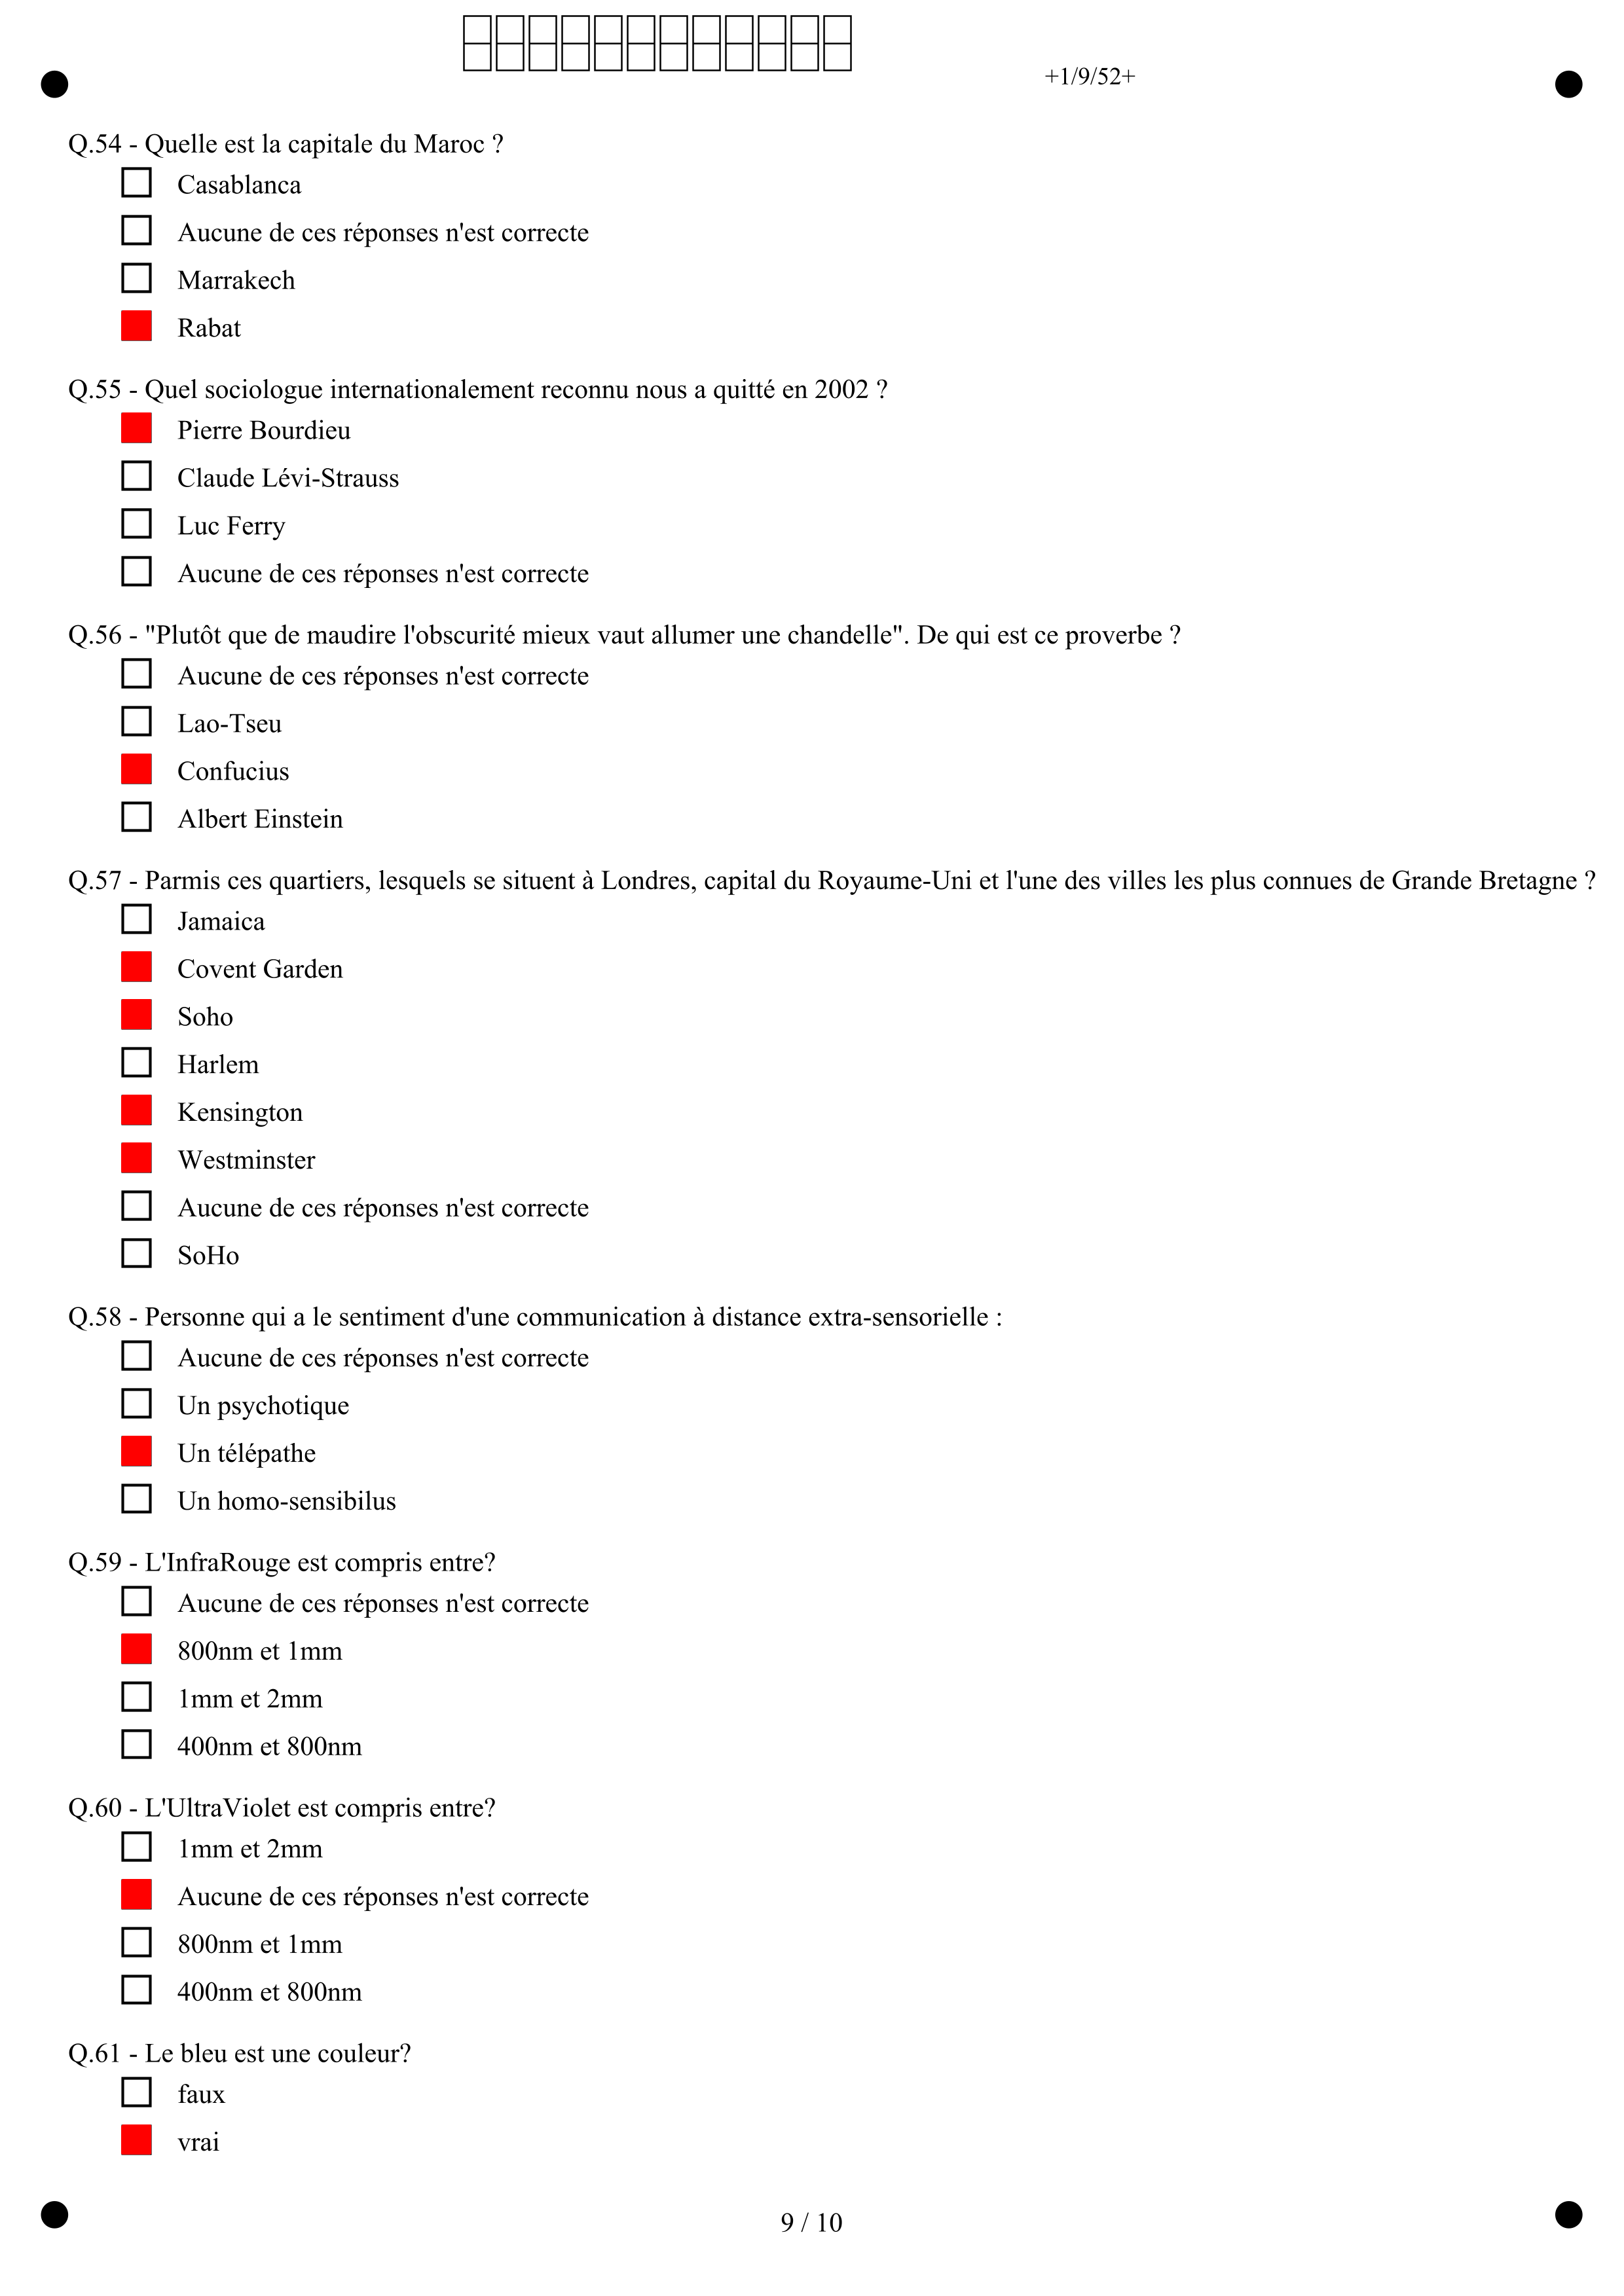 +1/9/52+
Q.54 - Quelle est la capitale du Maroc ?
Casablanca
Aucune de ces réponses n'est correcte
Marrakech
Rabat
Q.55 - Quel sociologue internationalement reconnu nous a quitté en 2002 ?
Pierre Bourdieu
Claude Lévi-Strauss
Luc Ferry
Aucune de ces réponses n'est correcte
Q.56 - "Plutôt que de maudire l'obscurité mieux vaut allumer une chandelle". De qui est ce proverbe ?
Aucune de ces réponses n'est correcte
Lao-Tseu
Confucius
Albert Einstein
Q.57 - Parmis ces quartiers, lesquels se situent à Londres, capital du Royaume-Uni et l'une des villes les plus connues de Grande Bretagne ?
Jamaica
Covent Garden
Soho
Harlem
Kensington
Westminster
Aucune de ces réponses n'est correcte
SoHo
Q.58 - Personne qui a le sentiment d'une communication à distance extra-sensorielle :
Aucune de ces réponses n'est correcte
Un psychotique
Un télépathe
Un homo-sensibilus
Q.59 - L'InfraRouge est compris entre?
Aucune de ces réponses n'est correcte
800nm et 1mm
1mm et 2mm
400nm et 800nm
Q.60 - L'UltraViolet est compris entre?
1mm et 2mm
Aucune de ces réponses n'est correcte
800nm et 1mm
400nm et 800nm
Q.61 - Le bleu est une couleur?
faux
vrai
9 / 10